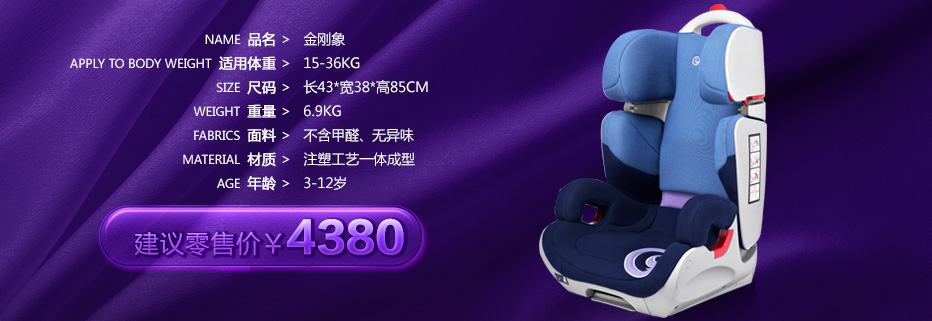 NAME 品名 > 金刚象
APPLY TO BODY WEIGHT 适用体重 > 15-36KG
SIZE 尺码 > 长43*宽38*高85CM
WEIGHT 重量 > 6.9KG
FABRICS 面料 > 不含甲醛、无异味
MATERIAL 材质 > 注塑工艺一体成型
AGE 年龄 > 3-12岁
建议零售价￥4380